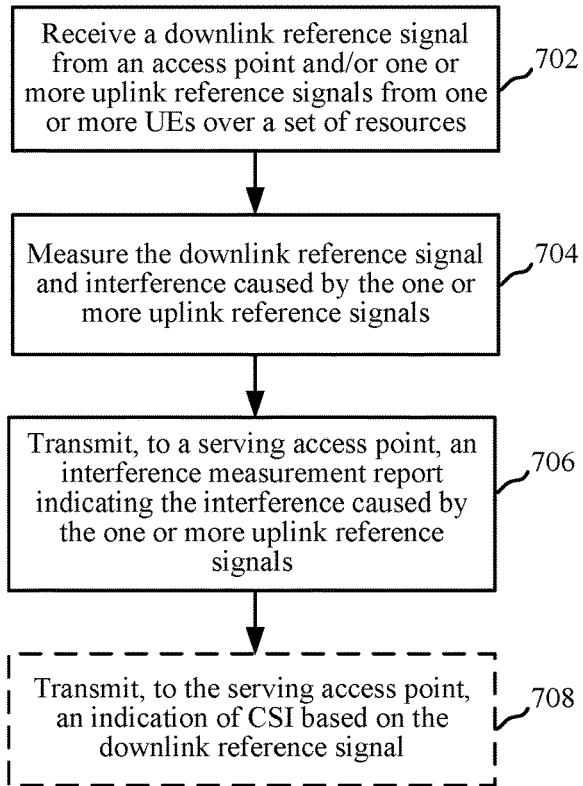 Receive a downlink reference signal
from an access point and/or one or
more uplink reference signals from one
or more UEs over a set of resources
702
Measure the downlink reference signal
and interference caused by the one or
more uplink reference signals
704
Transmit, to a serving access point, an
interference measurement report
indicating the interference caused by
the one or more uplink reference
signals
706
Transmit, to the serving access point,
an indication of CSI based on the
downlink reference signal
708